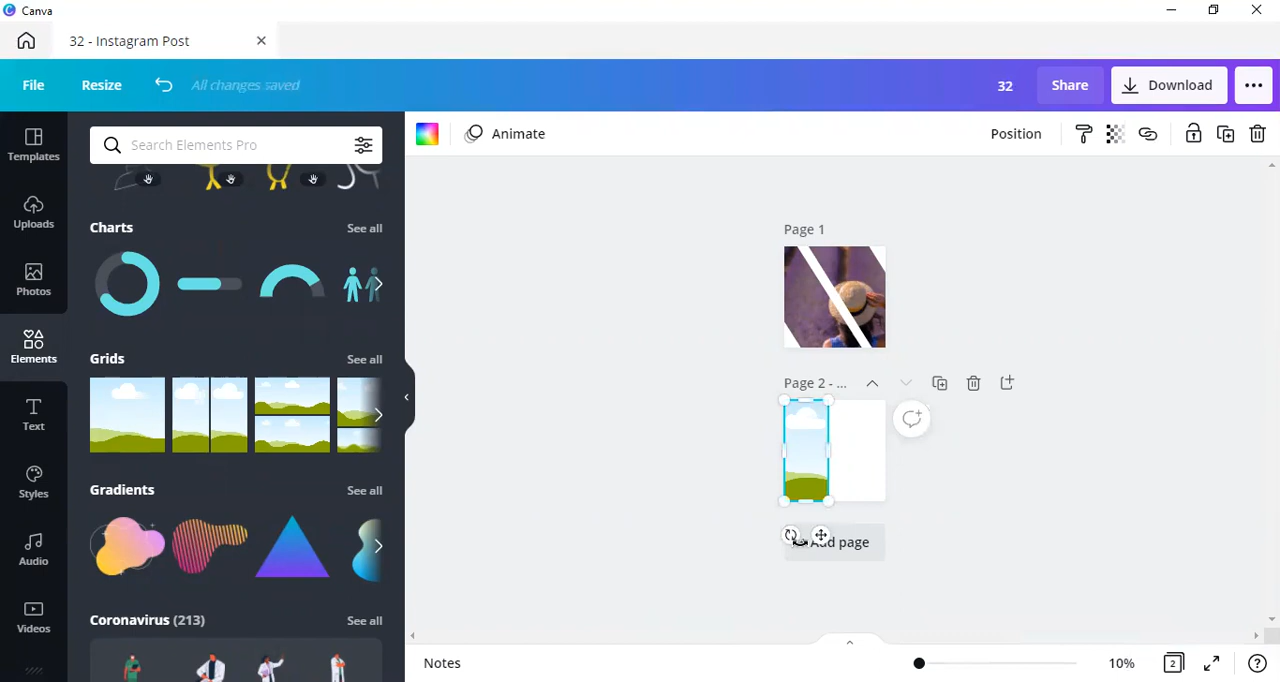 Canva
32 - Instagram Post
File
Resize
All changes saved
32
Share
Download
Templates
Uploads
Photos
Elements
Text
Styles
Audio
Videos
Search Elements Pro
Charts
See all
Grids
See all
Gradients
See all
Coronavirus (213)
See all
Animate
Position
Page 1
Page 2 - ...
Add page
Notes
10%
2